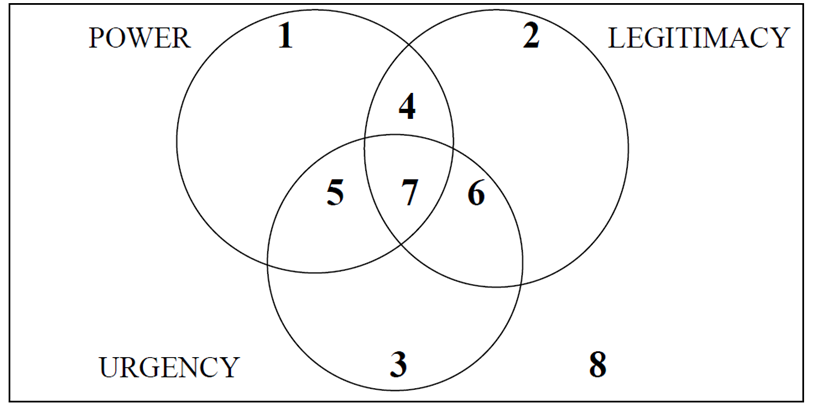 POWER 1 2 LEGITIMACY
4
5 7 6
URGENCY 3 8